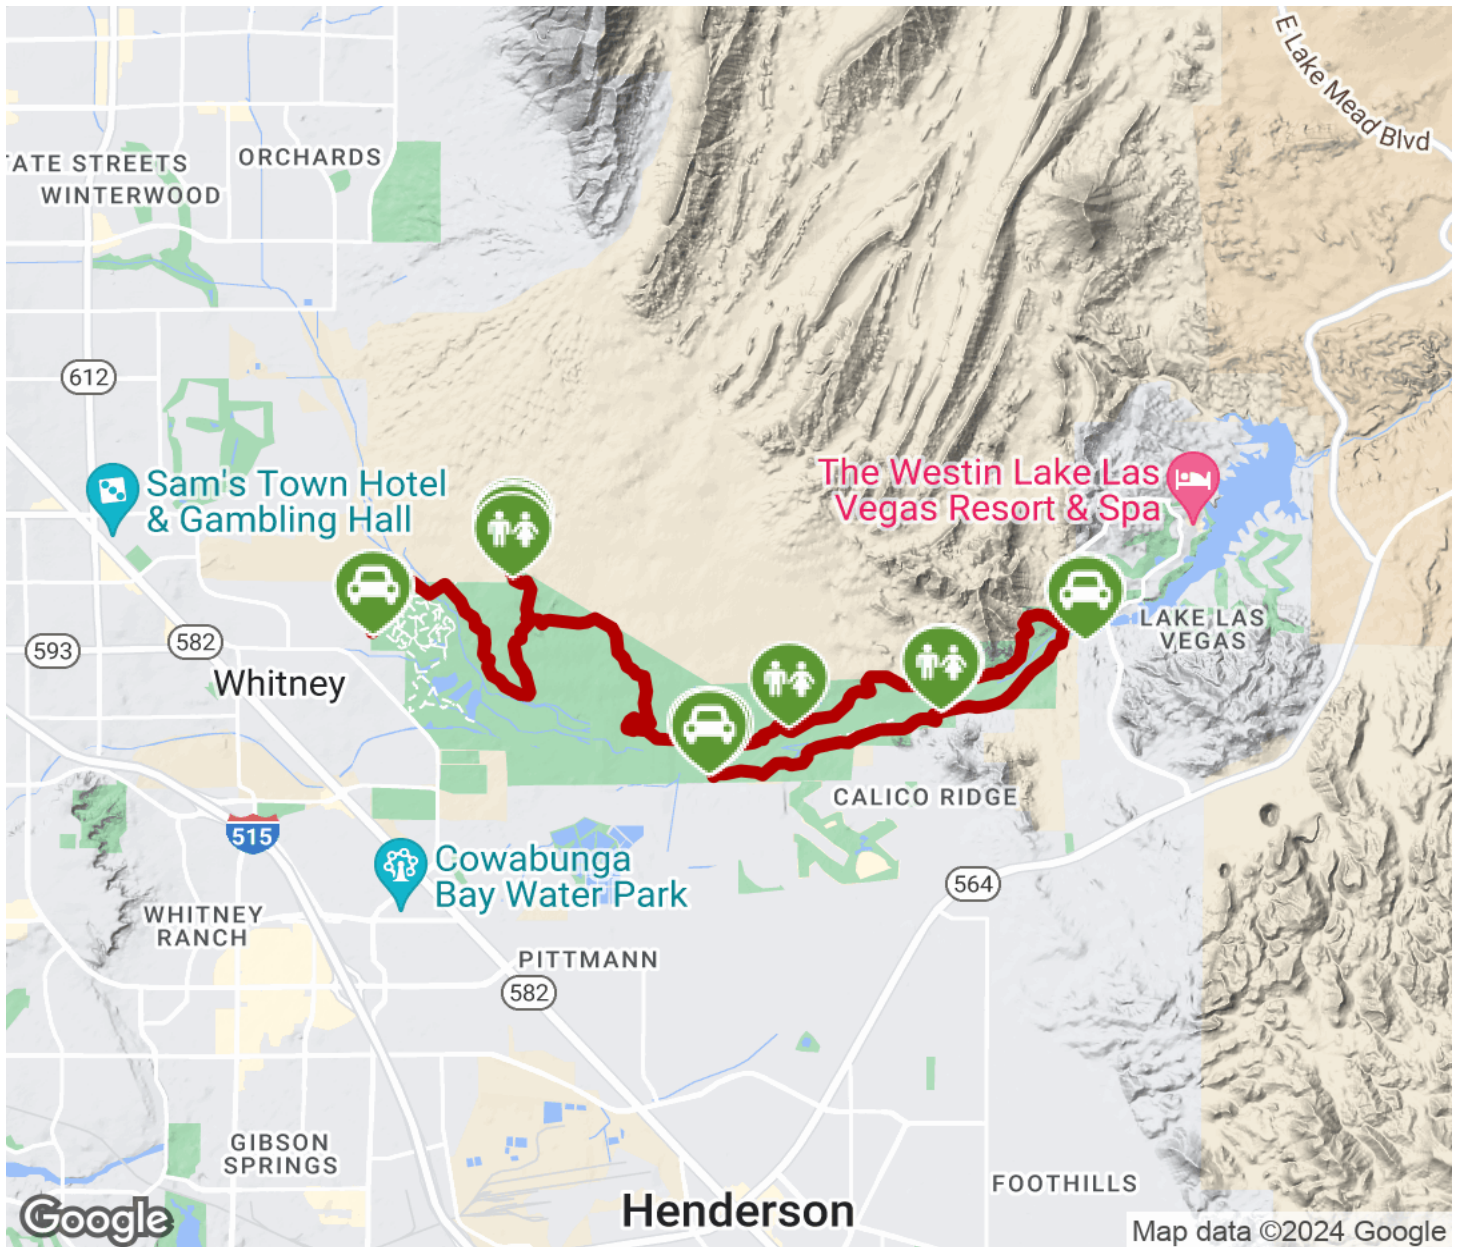 E Lake Mead Blvd
TATE STREETS
ORCHARDS
WINTERWOOD
612
Sam's Town Hotel
& Gambling Hall
The Westin Lake Las
Vegas Resort & Spa
593
582
Whitney
LAKE LAS
VEGAS
CALICO RIDGE
515
Cowabunga
Bay Water Park
564
WHITNEY
RANCH
PITTMANN
582
GIBSON
SPRINGS
FOOTHILLS
Henderson
Google
Map data ©2024 Google